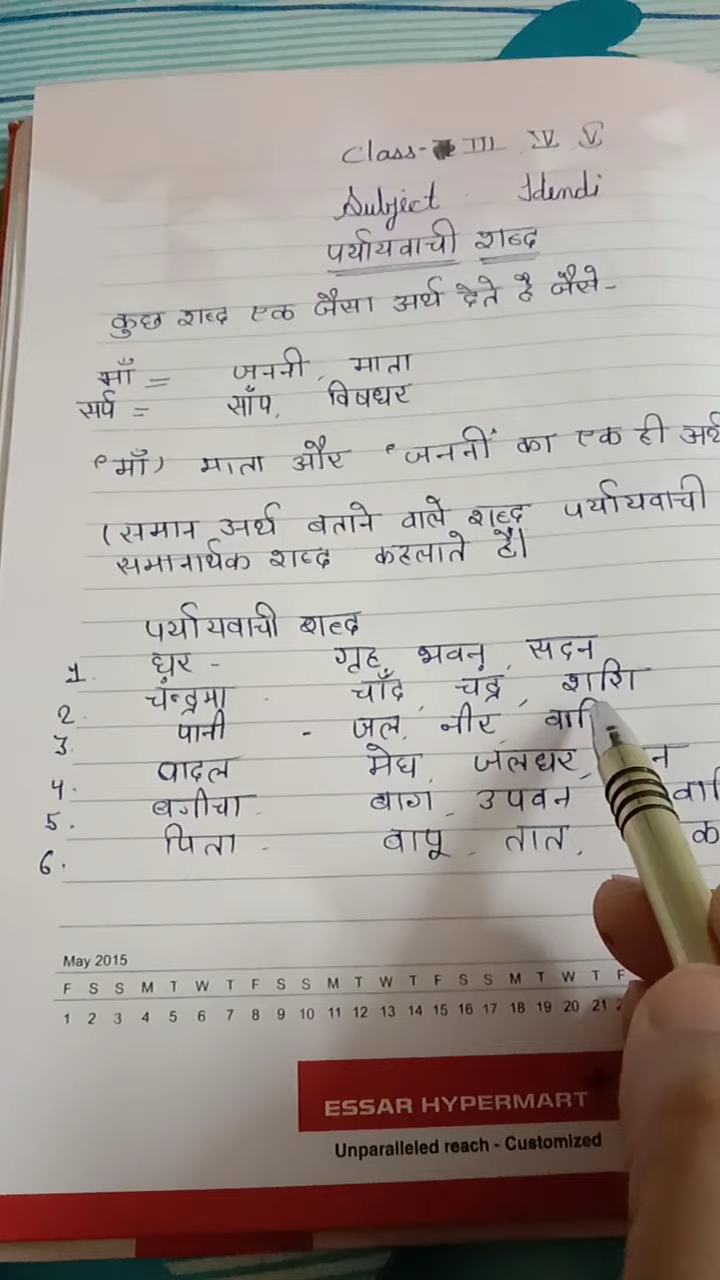 Class- III IV V
Subject Idendi
पर्यायवाची शब्द
कुछ शब्द एक जैसा अर्थ देते है जैसे-
माँ = जननी, माता
सर्प = साँप, विषधर
'माँ' माता और 'जननी' का एक ही अर्थ
(समान अर्थ बताने वाले शब्द पर्यायवाची
समानार्थक शब्द कहलाते है।
पर्यायवाची शब्द
1. घर - गृह, भवन, सदन
2. चन्द्रमा - चाँद, चंद्र, शशि
3. पानी - जल, नीर,
4. बादल मेघ, जलधर,
5. बगीचा - बाग, उपवन
6. पिता - बापू, तात,
May 2015
F S S M T W T F S S M T W T F S S M T W T F
1 2 3 4 5 6 7 8 9 10 11 12 13 14 15 16 17 18 19 20 21
ESSAR HYPERMART
Unparalleled reach - Customized